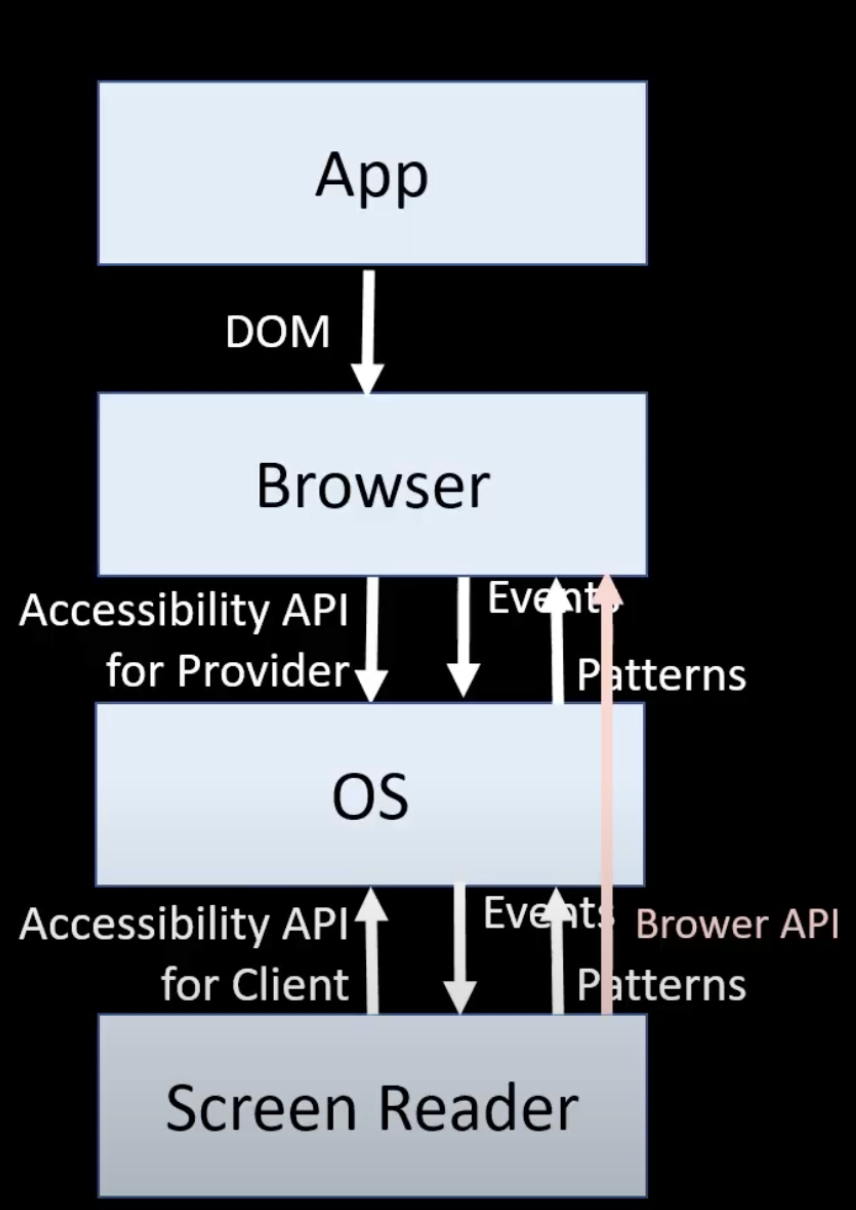 App
DOM
Browser
Accessibility API
for Provider
Events
Patterns
OS
Accessibility API
for Client
Events
Patterns
Brower API
Screen Reader